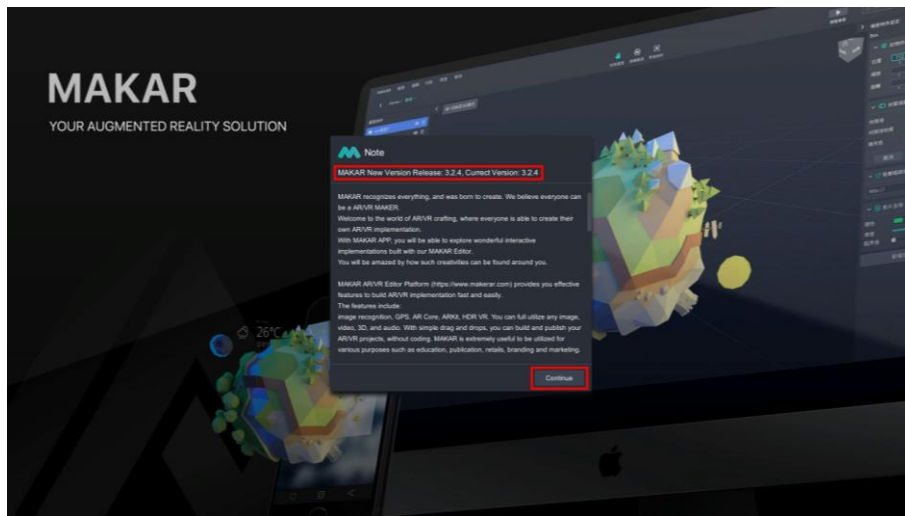 MAKAR
YOUR AUGMENTED REALITY SOLUTION
Note
MAKAR New Version Release: 3.2.4, Currect Version: 3.2.4
MAKAR recognizes everything, and was born to create. We believe everyone can
be a AR/VR MAKER.
Welcome to the world of AR/VR crafting, where everyone is able to create their
own AR/VR implementation.
With MAKAR APP, you will be able to explore wonderful interactive
implementations built with our MAKAR Editor.
You will be amazed by how such creativities can be found around you.
MAKAR AR/VR Editor Platform (https://www.makerar.com) provides you effective
features to build AR/VR implementation fast and easily.
The features include:
image recognition, GPS, AR Core, ARKit, HDR VR. You can full utilize any image,
video, 3D, and audio. With simple drag and drops, you can build and publish your
AR/VR projects, without coding. MAKAR is extremely useful to be utilized for
various purposes such as education, publication, retails, branding and marketing.
Continue
26°C